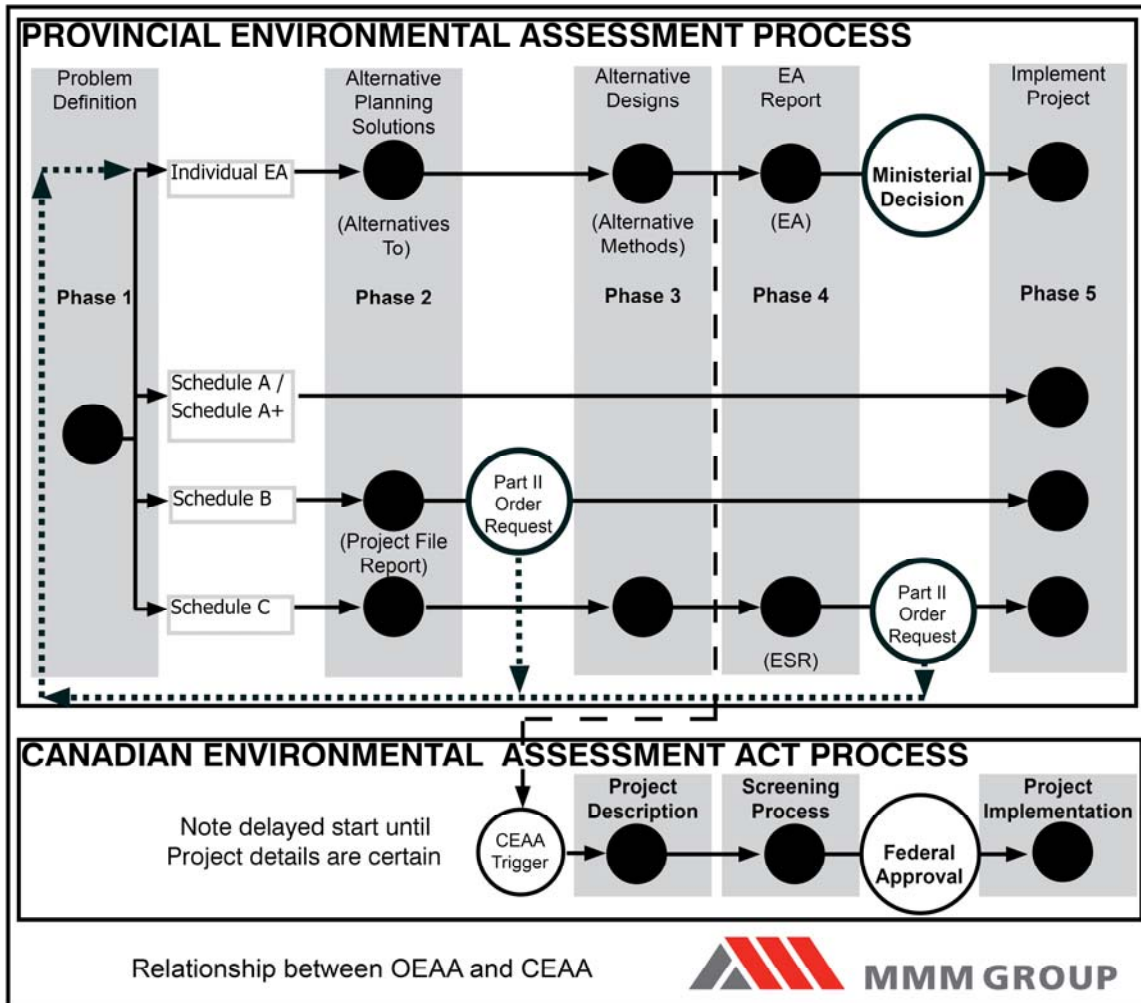 PROVINCIAL ENVIRONMENTAL ASSESSMENT PROCESS
Problem
Definition
Alternative
Planning
Solutions
Alternative
Designs
EA
Report
Implement
Project
Individual EA
Ministerial
Decision
(Alternatives
To)
(Alternative
Methods)
(EA)
Phase 1
Phase 2
Phase 3
Phase 4
Phase 5
Schedule A /
Schedule A+
Schedule B
Part II
Order
Request
(Project File
Report)
Schedule C
Part II
Order
Request
(ESR)
CANADIAN ENVIRONMENTAL ASSESSMENT ACT PROCESS
Note delayed start until
Project details are certain
CEAA
Trigger
Project
Description
Screening
Process
Federal
Approval
Project
Implementation
Relationship between OEAA and CEAA
MMM GROUP